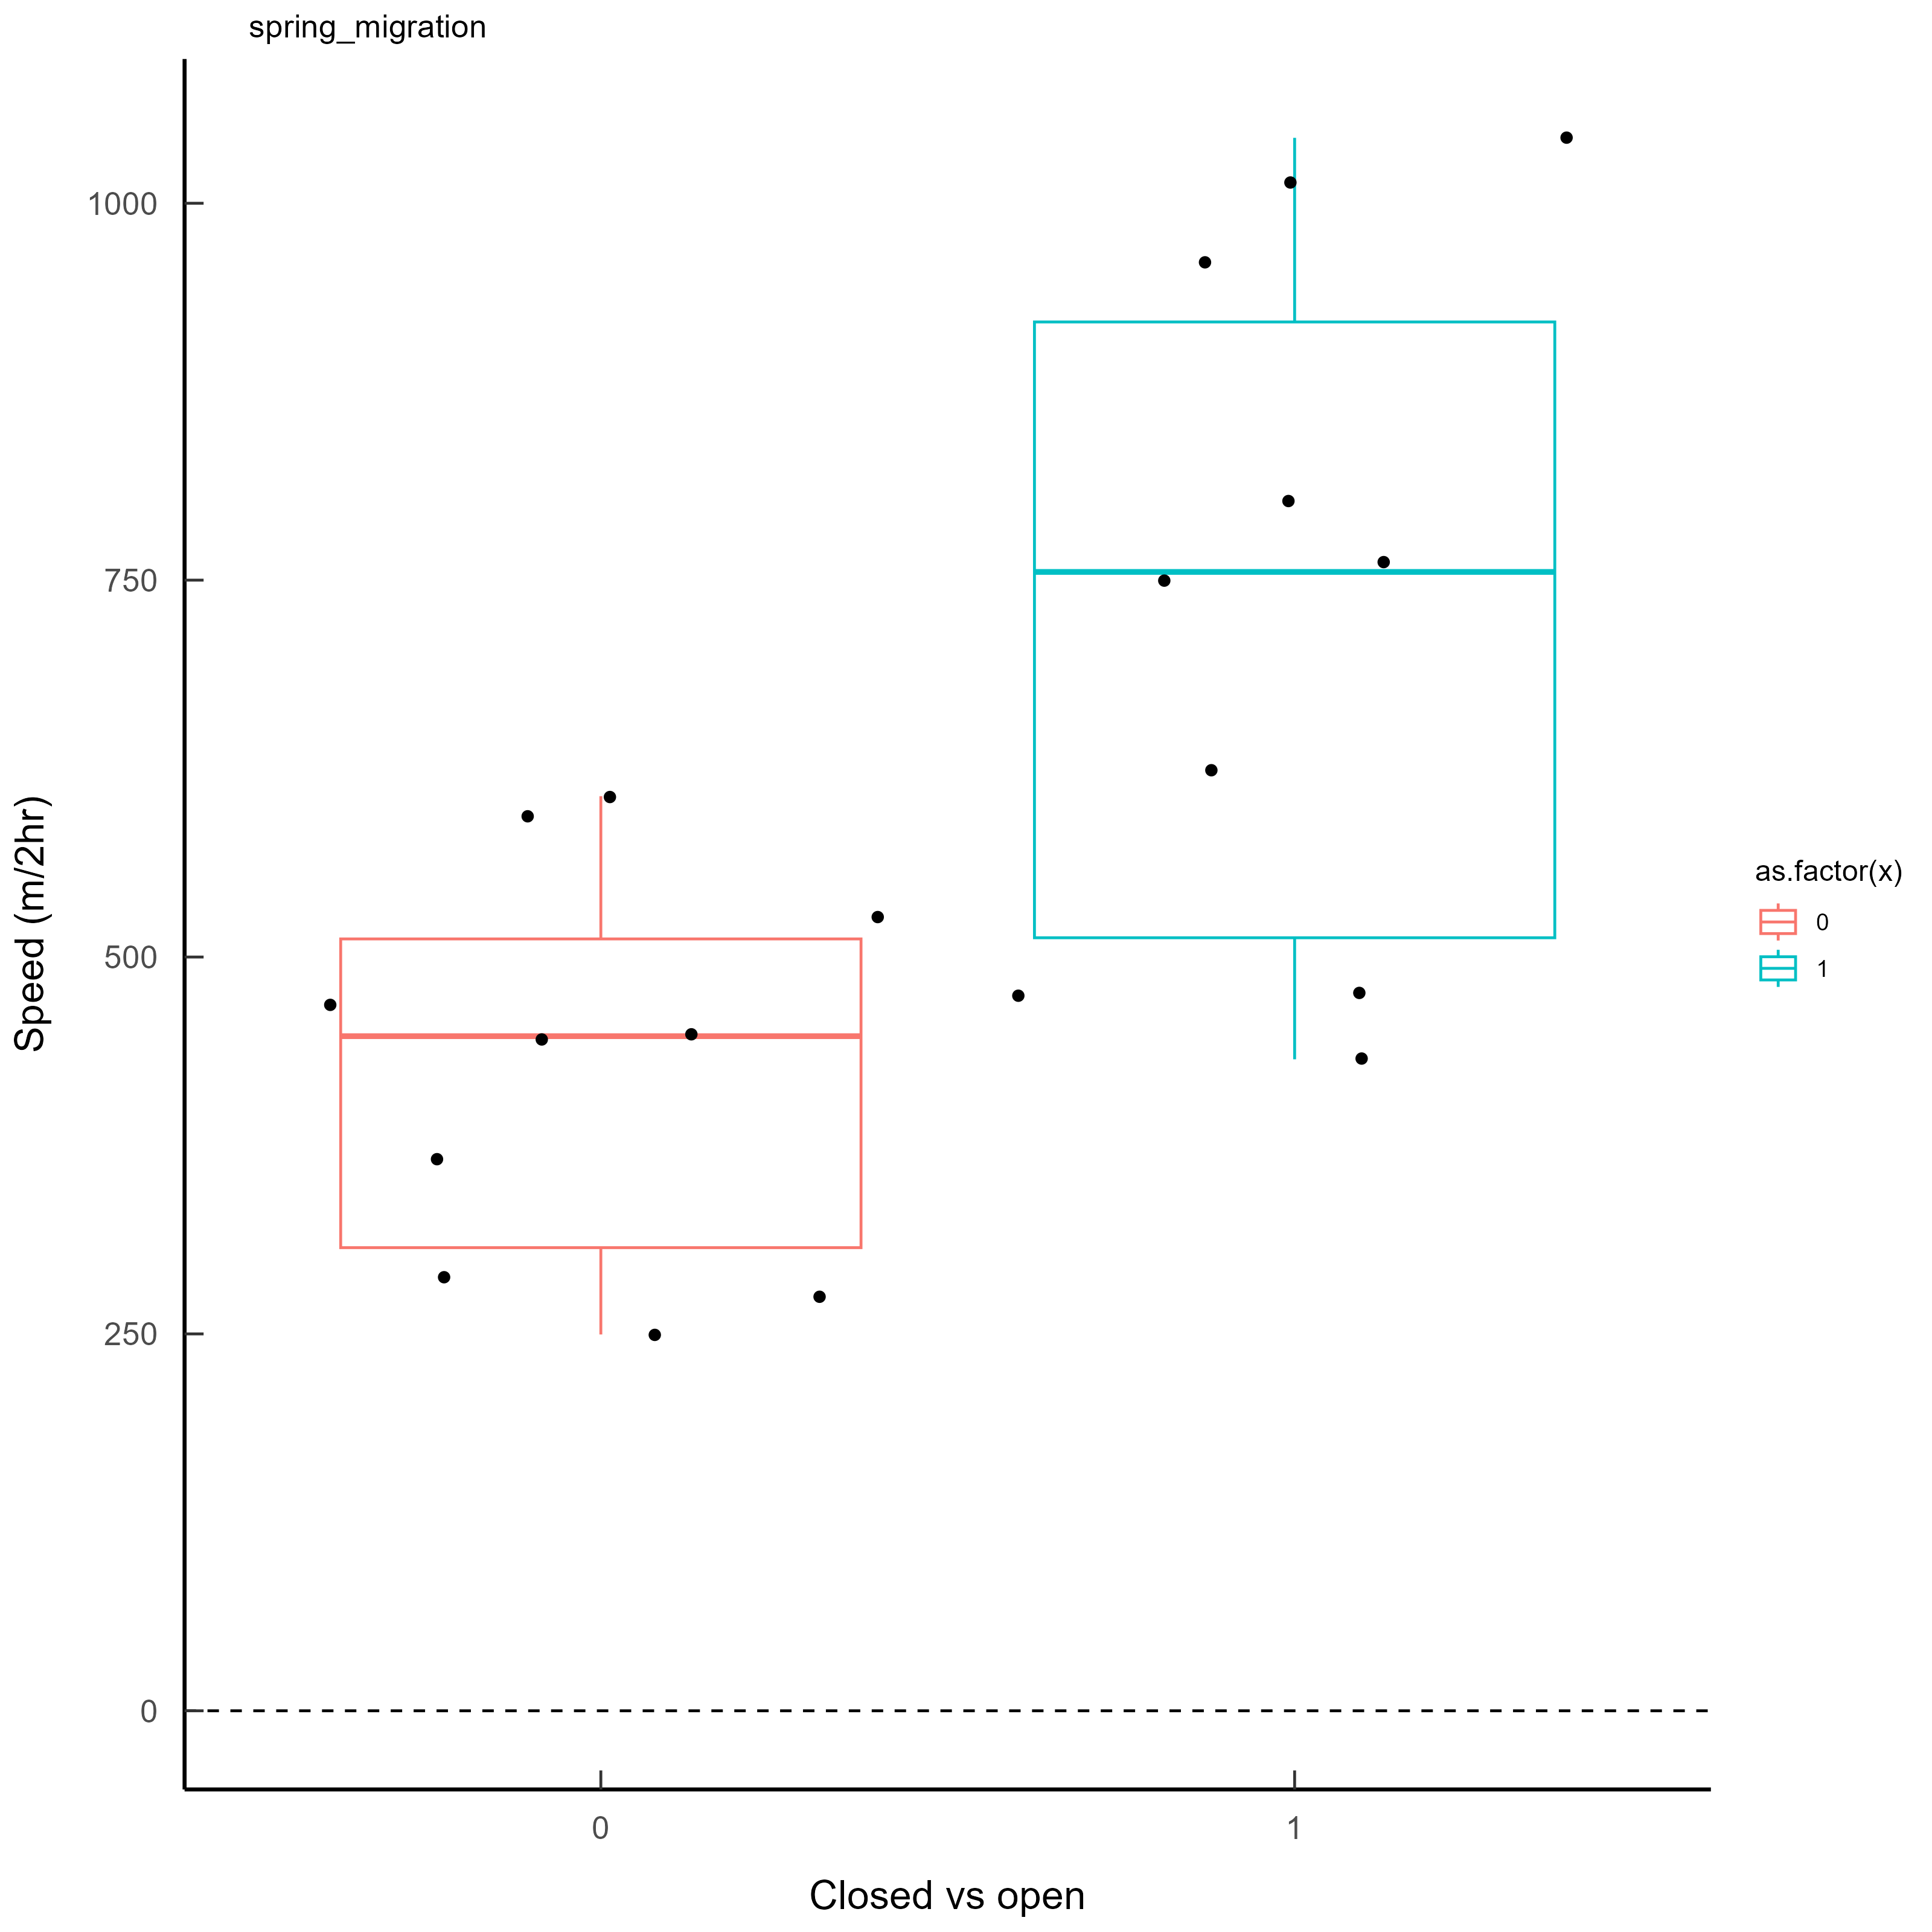 spring_migration
1000
750
500
250
0
Speed (m/2hr)
0
1
Closed vs open
as.factor(x)
0
1